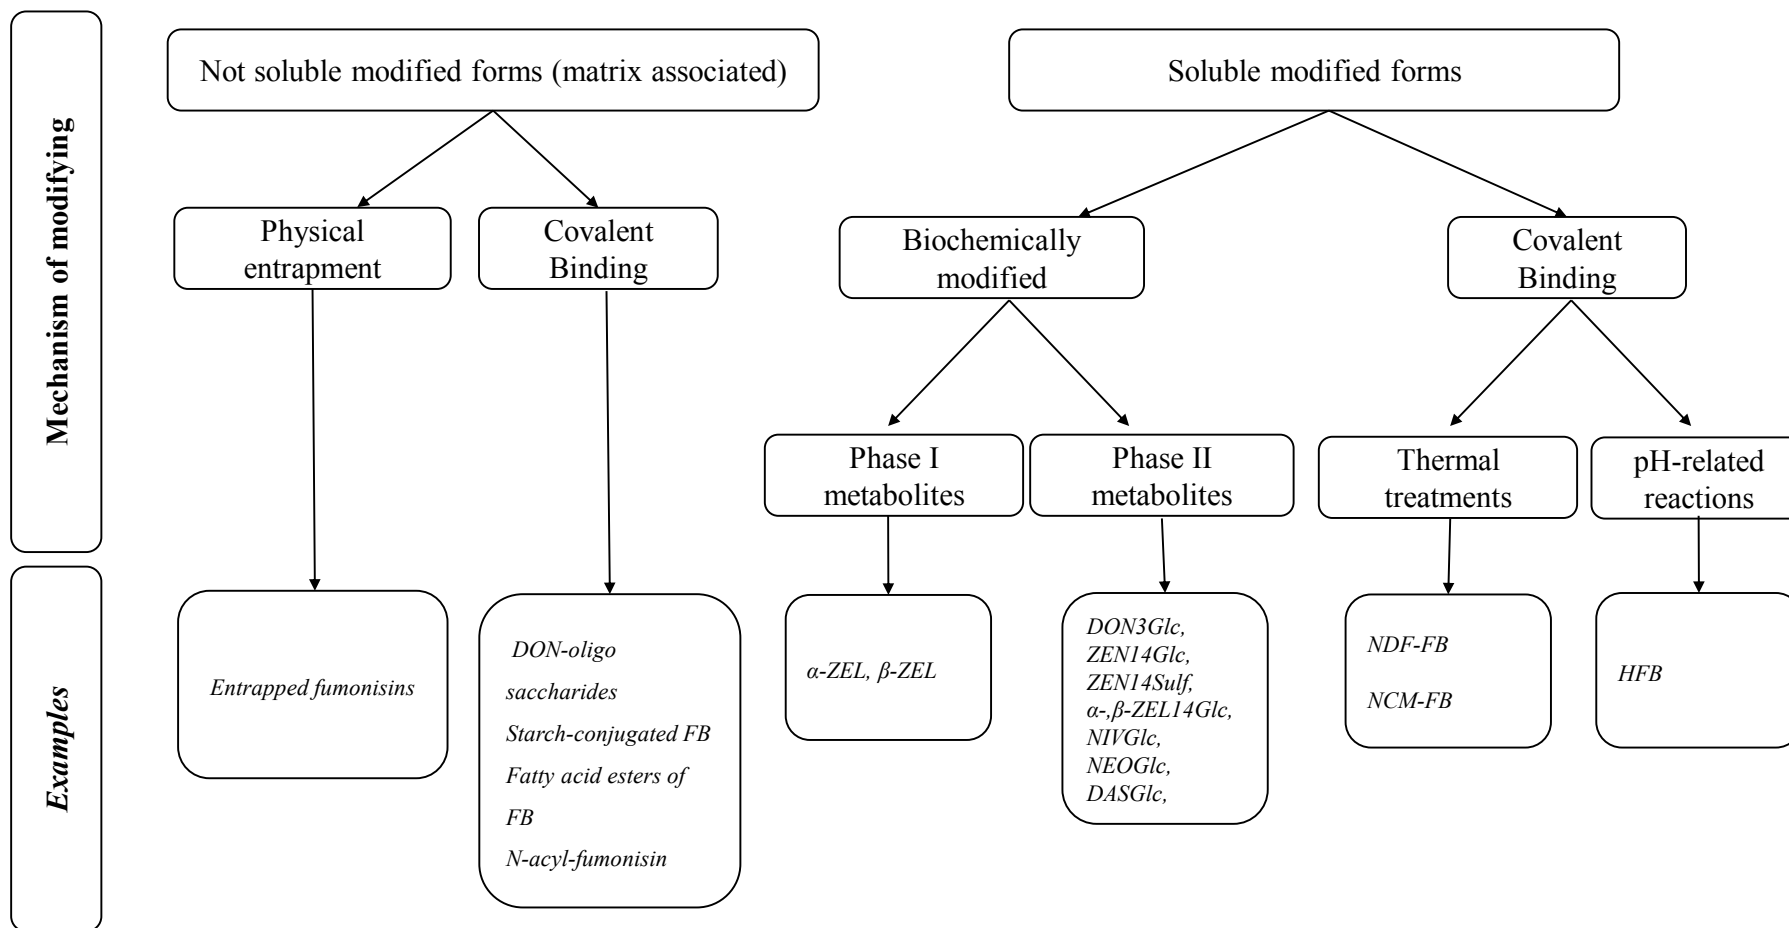 Mechanism of modifying
Not soluble modified forms (matrix associated)
Soluble modified forms
Physical
entrapment
Covalent
Binding
Biochemically
modified
Covalent
Binding
Phase I
metabolites
Phase II
metabolites
Thermal
treatments
pH-related
reactions
Examples
Entrapped fumonisins
DON-oligo
saccharides
Starch-conjugated FB
Fatty acid esters of
FB
N-acyl-fumonisin
α-ZEL, β-ZEL
DON3Glc,
ZEN14Glc,
ZEN14Sulf,
α-,β-ZEL14Glc,
NIVGlc,
NEOGlc,
DASGlc,
NDF-FB
NCM-FB
HFB